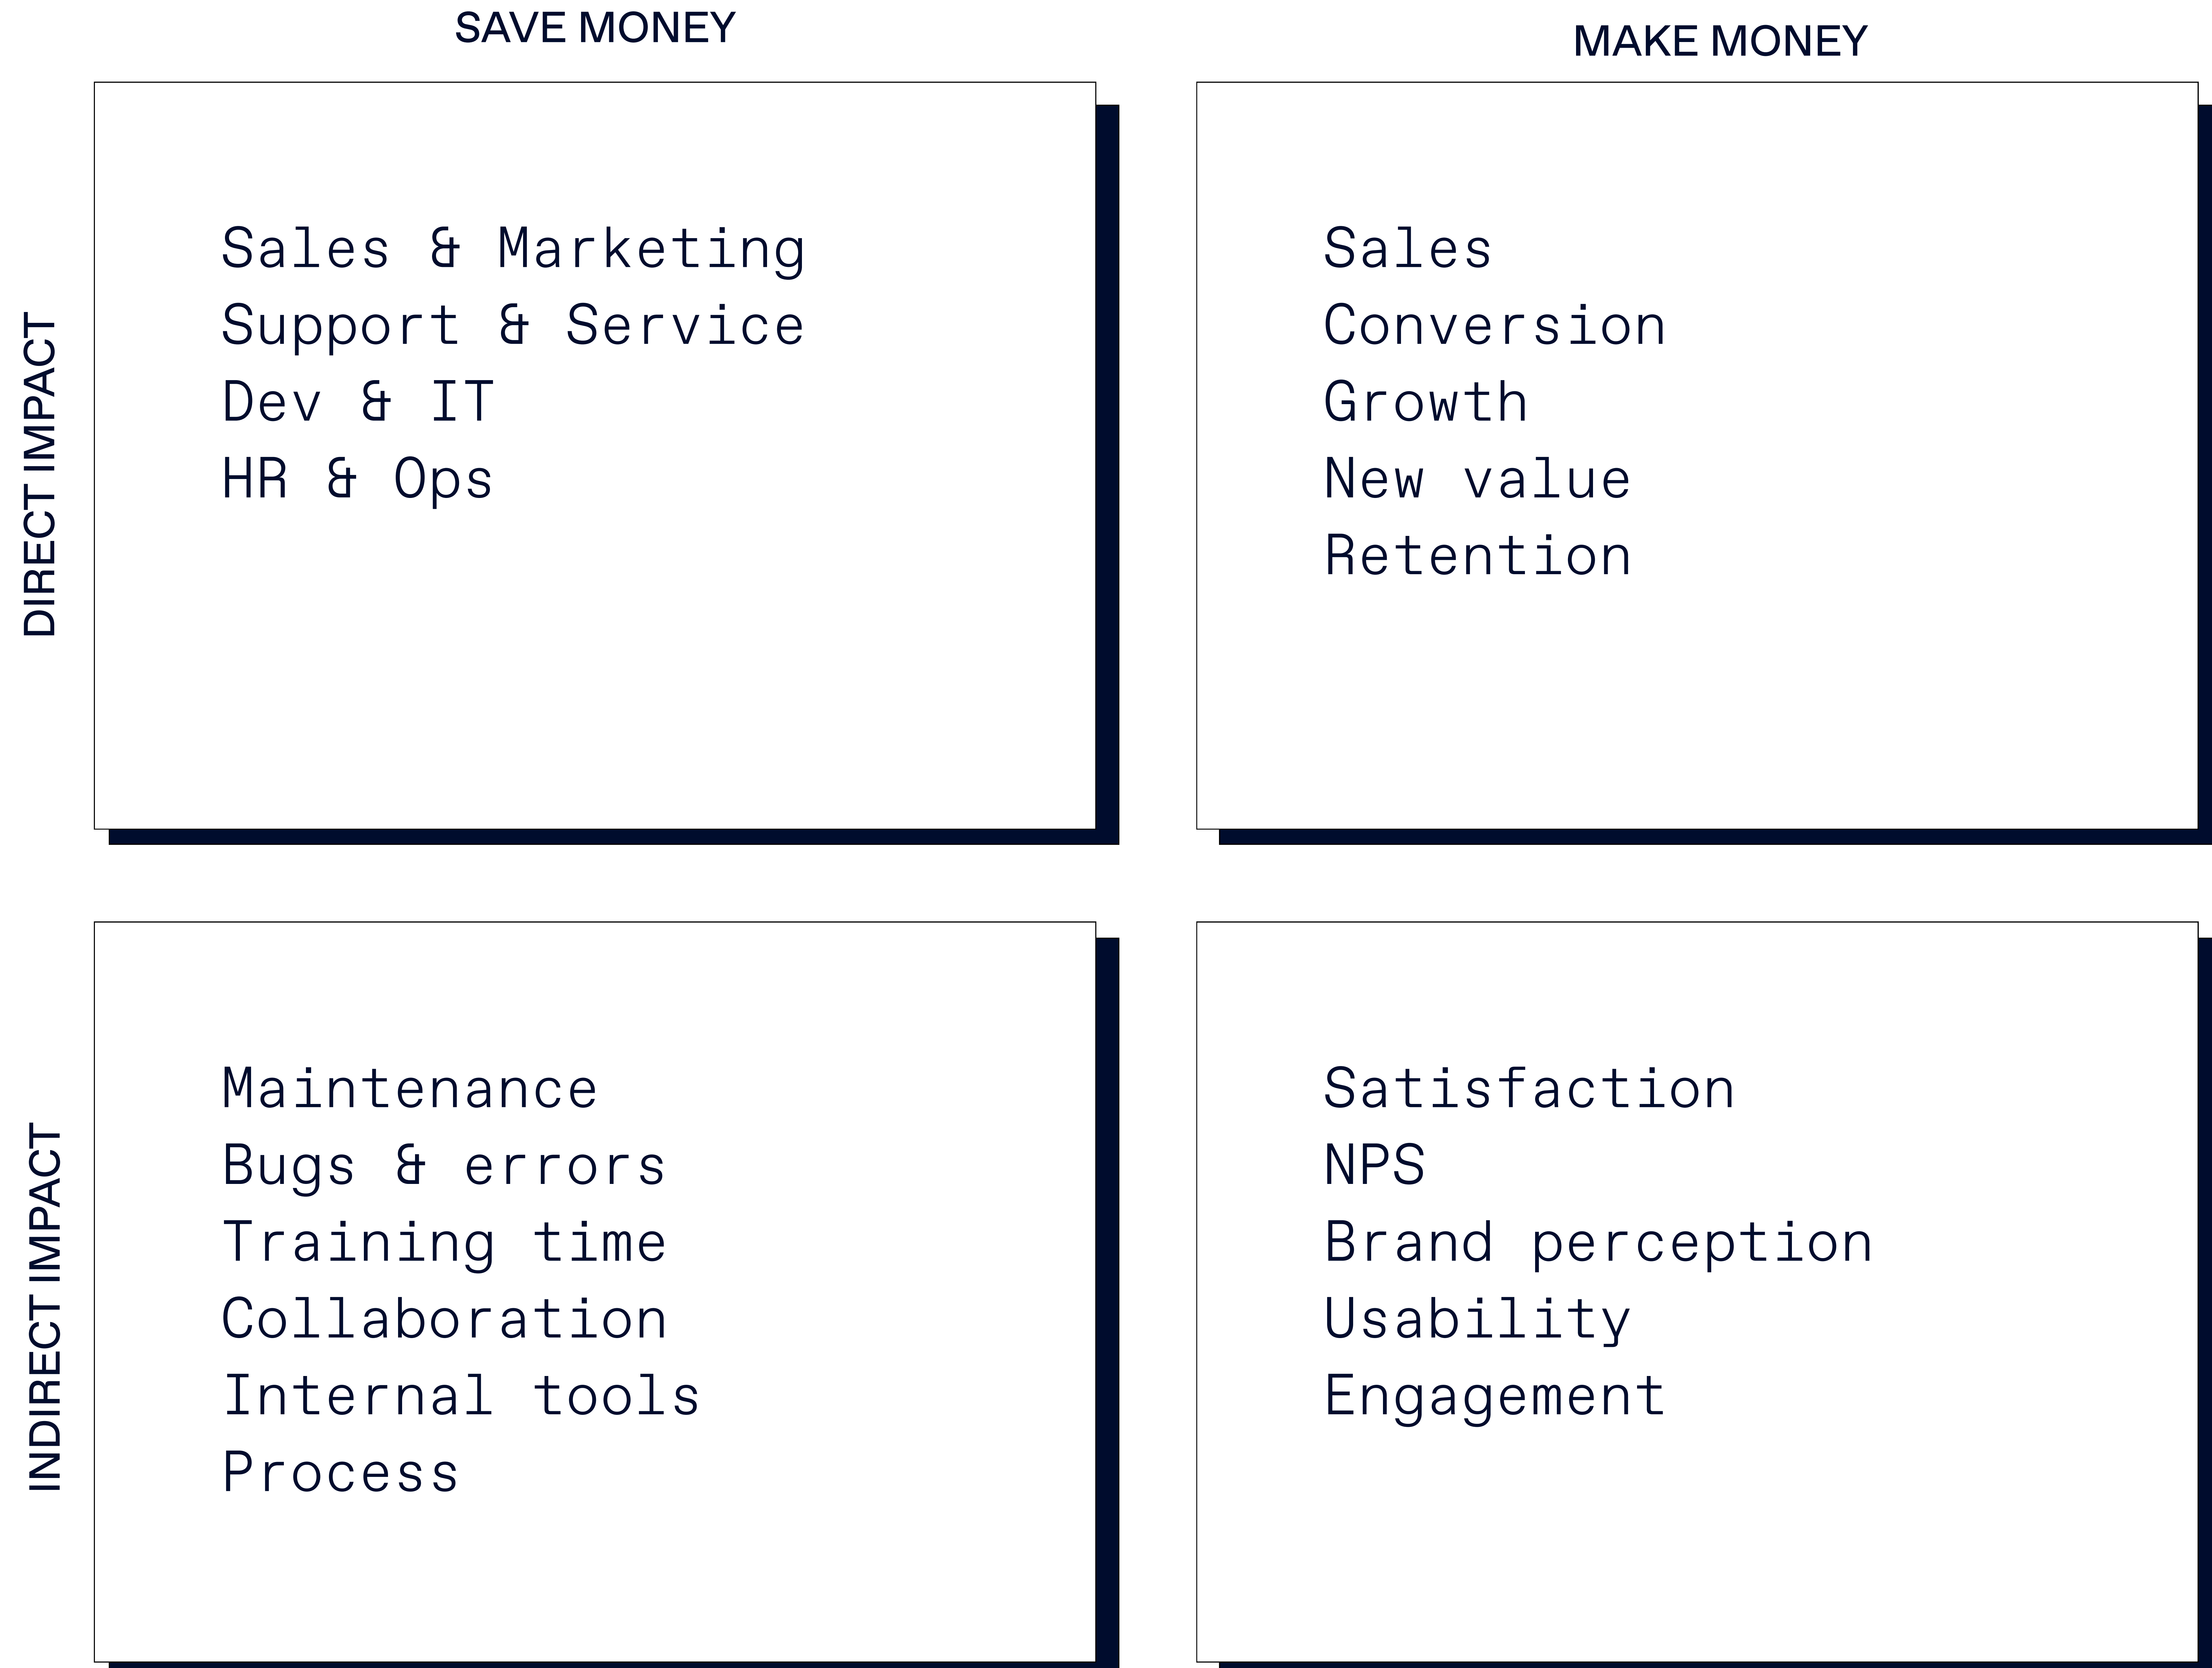 SAVE MONEY
MAKE MONEY
DIRECT IMPACT
Sales & Marketing
Support & Service
Dev & IT
HR & Ops
Sales
Conversion
Growth
New value
Retention
INDIRECT IMPACT
Maintenance
Bugs & errors
Training time
Collaboration
Internal tools
Process
Satisfaction
NPS
Brand perception
Usability
Engagement